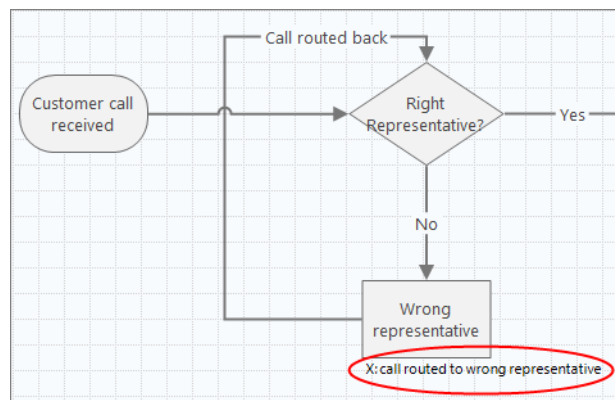 Call routed back
Customer call
received
Right
Representative?
Yes
No
Wrong
representative
X: call routed to wrong representative